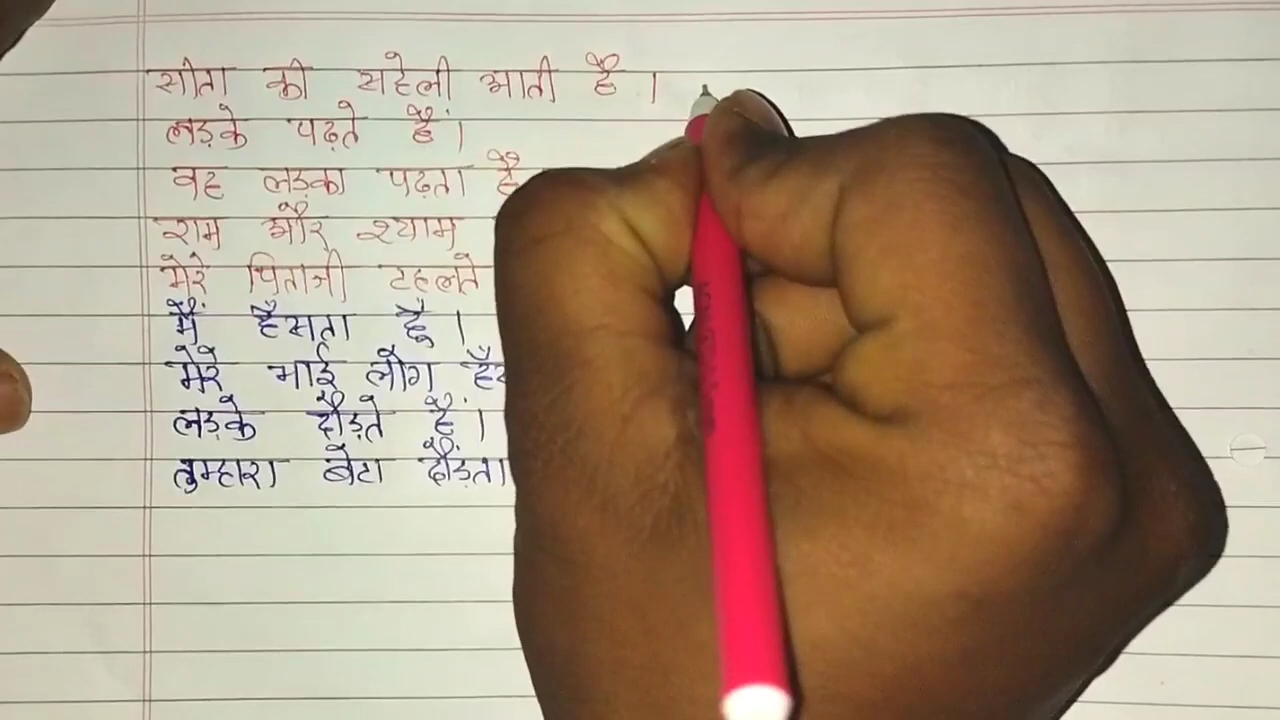 सीता की सहेली आती है ।
लड़के पढ़ते हैं।
वह लड़का पढ़ता है
राम और श्याम
मेरे पिताजी टहलते
मैं हँसता हूँ ।
मेरे भाई लोग
लड़के दौड़ते हैं।
तुम्हारा बेटा दौड़ता